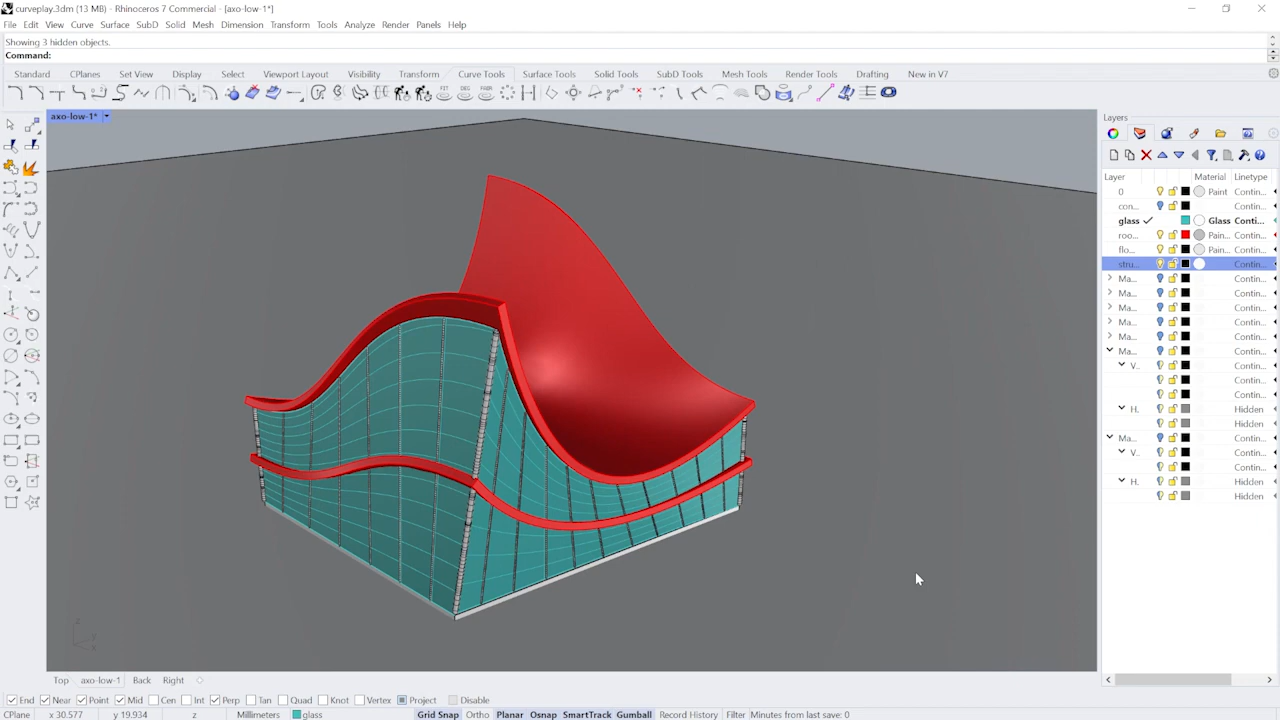 curveplay.3dm (13 MB) - Rhinoceros 7 Commercial - [axo-low-1*]
File Edit View Curve Surface Solid SubD Mesh Dimension Transform Tools Analyze Render Panels Help
Showing 3 hidden objects.
Command:
Standard CPlanes Set View Display Select Viewport Layout Visibility Transform Curve Tools Surface Tools Solid Tools SubD Tools Mesh Tools Render Tools Drafting New in V7
axo-low-1*
Layers
Layer Material Linetype
0 Paint Contin...
con... Contin...
glass Glass Conti...
roo... Pain... Contin...
flo... Pain... Contin...
stru... Contin...
Ma... Contin...
Ma... Contin...
Ma... Contin...
Ma... Contin...
Ma... Contin...
Ma... Contin...
V.. Contin...
Contin...
Contin...
H. Hidden
Hidden
Ma... Contin...
V.. Contin...
Contin...
H. Hidden
Hidden
z
y
x
Top axo-low-1 Back Right
End Near Point Mid Cen Int Perp Tan Quad Knot Vertex Project Disable
CPlane x 30.577 y 19.934 z Millimeters glass Grid Snap Ortho Planar Osnap SmartTrack Gumball Record History Filter Minutes from last save: 0